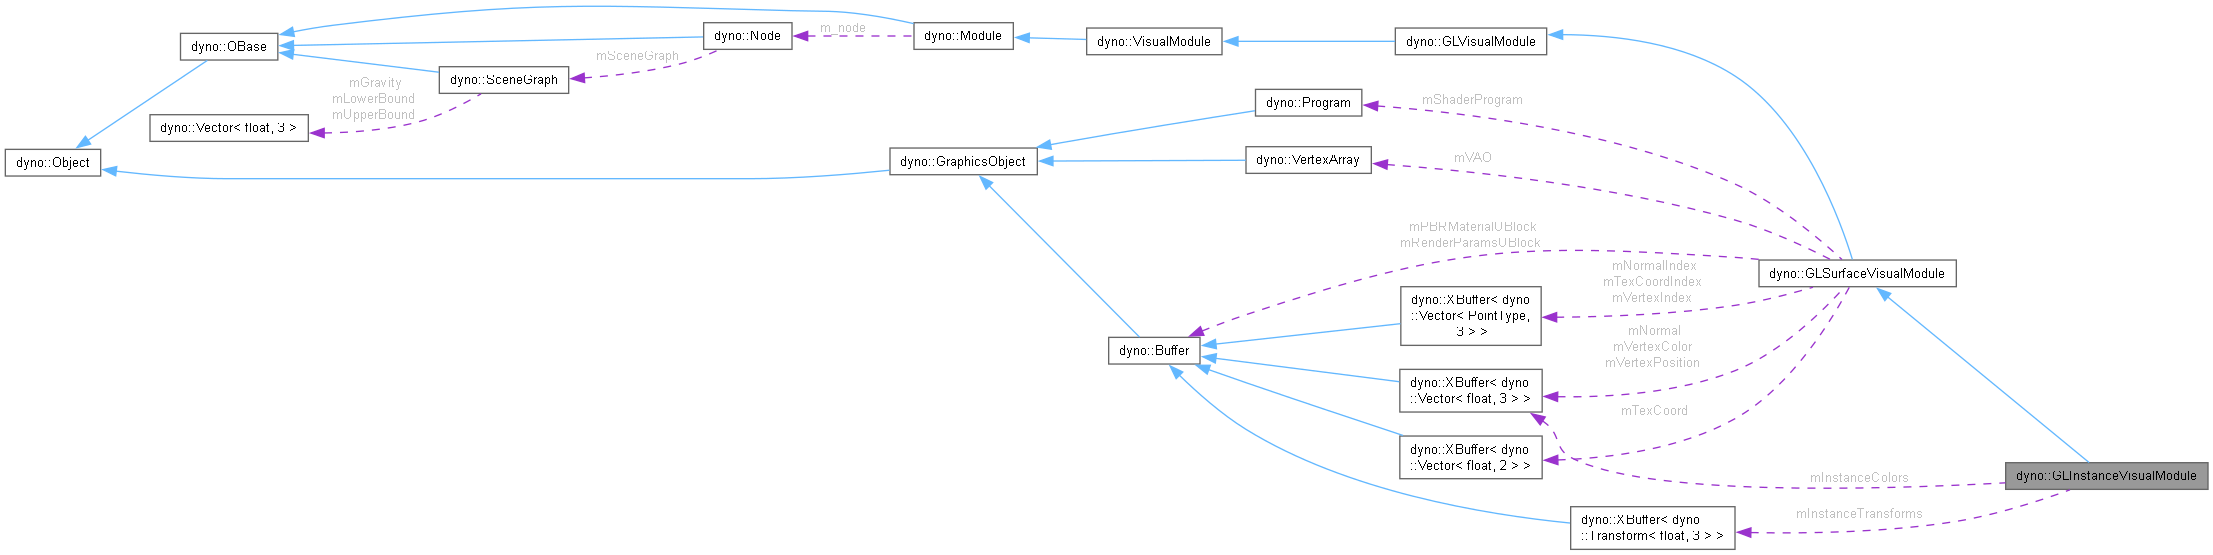 dyno::OBase
dyno::Node
m_node
dyno::Module
dyno::VisualModule
dyno::GLVisualModule
mSceneGraph
dyno::SceneGraph
mGravity
mLowerBound
mUpperBound
dyno::Vector< float, 3 >
dyno::Object
dyno::Program
mShaderProgram
dyno::GraphicsObject
dyno::VertexArray
mVAO
mPBRMaterialUBlock
mRenderParamsUBlock
dyno::GLSurfaceVisualModule
mNormalIndex
mTexCoordIndex
mVertexIndex
dyno::XBuffer< dyno
::Vector< PointType,
3 > >
dyno::Buffer
mNormal
mVertexColor
mVertexPosition
dyno::XBuffer< dyno
::Vector< float, 3 > >
mTexCoord
dyno::XBuffer< dyno
::Vector< float, 2 > >
mInstanceColors
dyno::GLInstanceVisualModule
mInstanceTransforms
dyno::XBuffer< dyno
::Transform< float, 3 > >